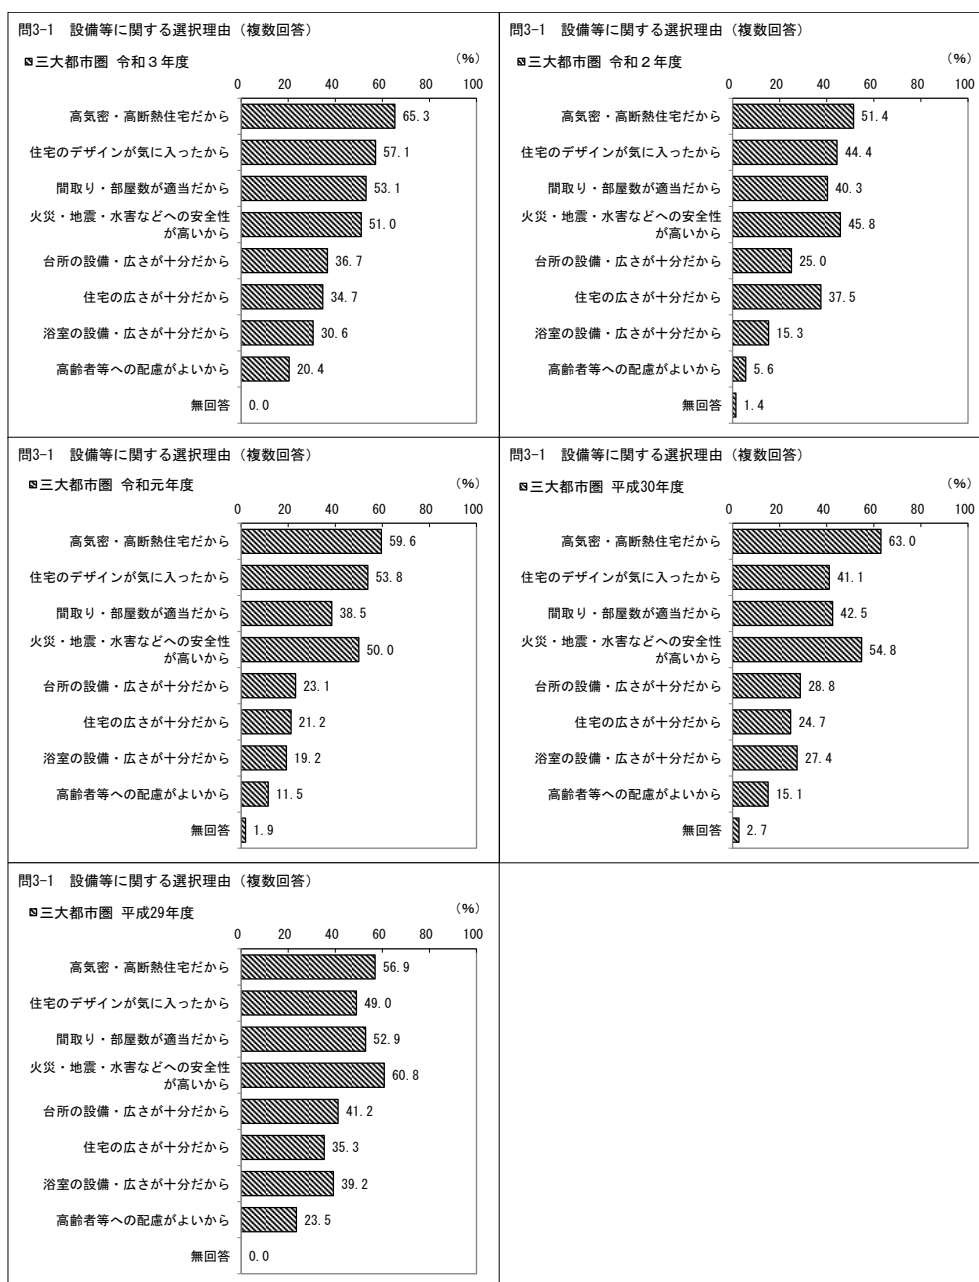 問3-1 設備等に関する選択理由（複数回答）
三大都市圏 令和３年度
(%)
0 20 40 60 80 100
高気密・高断熱住宅だから 65.3
住宅のデザインが気に入ったから 57.1
間取り・部屋数が適当だから 53.1
火災・地震・水害などへの安全性
が高いから 51.0
台所の設備・広さが十分だから 36.7
住宅の広さが十分だから 34.7
浴室の設備・広さが十分だから 30.6
高齢者等への配慮がよいから 20.4
無回答 0.0
問3-1 設備等に関する選択理由（複数回答）
三大都市圏 令和２年度
(%)
0 20 40 60 80 100
高気密・高断熱住宅だから 51.4
住宅のデザインが気に入ったから 44.4
間取り・部屋数が適当だから 40.3
火災・地震・水害などへの安全性
が高いから 45.8
台所の設備・広さが十分だから 25.0
住宅の広さが十分だから 37.5
浴室の設備・広さが十分だから 15.3
高齢者等への配慮がよいから 5.6
無回答 1.4
問3-1 設備等に関する選択理由（複数回答）
三大都市圏 令和元年度
(%)
0 20 40 60 80 100
高気密・高断熱住宅だから 59.6
住宅のデザインが気に入ったから 53.8
間取り・部屋数が適当だから 38.5
火災・地震・水害などへの安全性
が高いから 50.0
台所の設備・広さが十分だから 23.1
住宅の広さが十分だから 21.2
浴室の設備・広さが十分だから 19.2
高齢者等への配慮がよいから 11.5
無回答 1.9
問3-1 設備等に関する選択理由（複数回答）
三大都市圏 平成30年度
(%)
0 20 40 60 80 100
高気密・高断熱住宅だから 63.0
住宅のデザインが気に入ったから 41.1
間取り・部屋数が適当だから 42.5
火災・地震・水害などへの安全性
が高いから 54.8
台所の設備・広さが十分だから 28.8
住宅の広さが十分だから 24.7
浴室の設備・広さが十分だから 27.4
高齢者等への配慮がよいから 15.1
無回答 2.7
問3-1 設備等に関する選択理由（複数回答）
三大都市圏 平成29年度
(%)
0 20 40 60 80 100
高気密・高断熱住宅だから 56.9
住宅のデザインが気に入ったから 49.0
間取り・部屋数が適当だから 52.9
火災・地震・水害などへの安全性
が高いから 60.8
台所の設備・広さが十分だから 41.2
住宅の広さが十分だから 35.3
浴室の設備・広さが十分だから 39.2
高齢者等への配慮がよいから 23.5
無回答 0.0